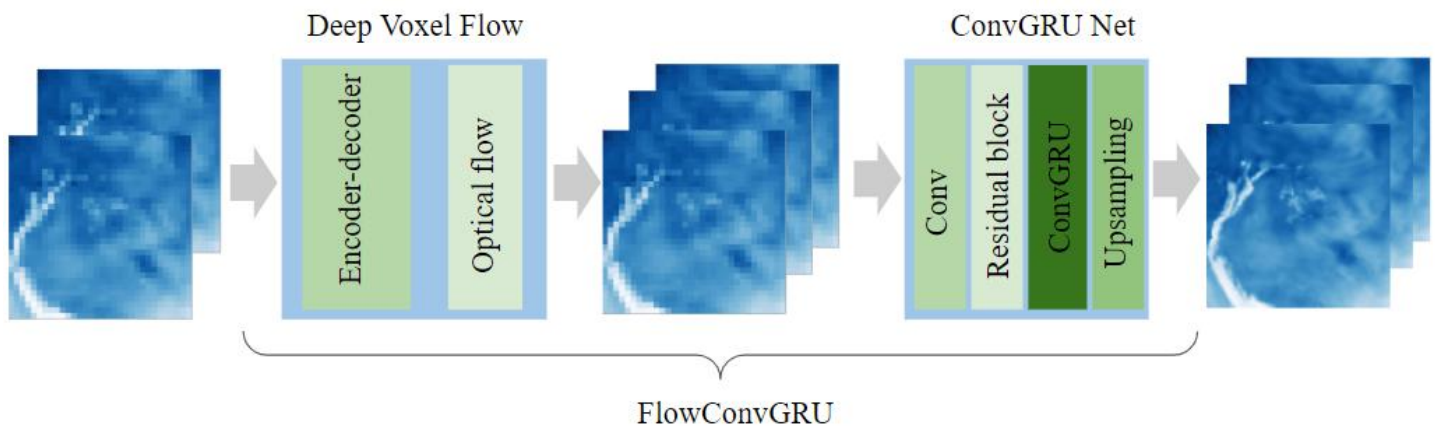 Deep Voxel Flow
ConvGRU Net
Encoder-decoder
Optical flow
Conv
Residual block
ConvGRU
Upsampling
FlowConvGRU